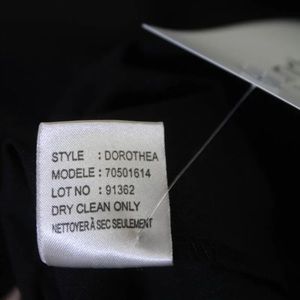 STYLE : DOROTHEA
MODELE : 70501614
LOT NO : 91362
DRY CLEAN ONLY
NETTOYER À SEC SEULEMENT